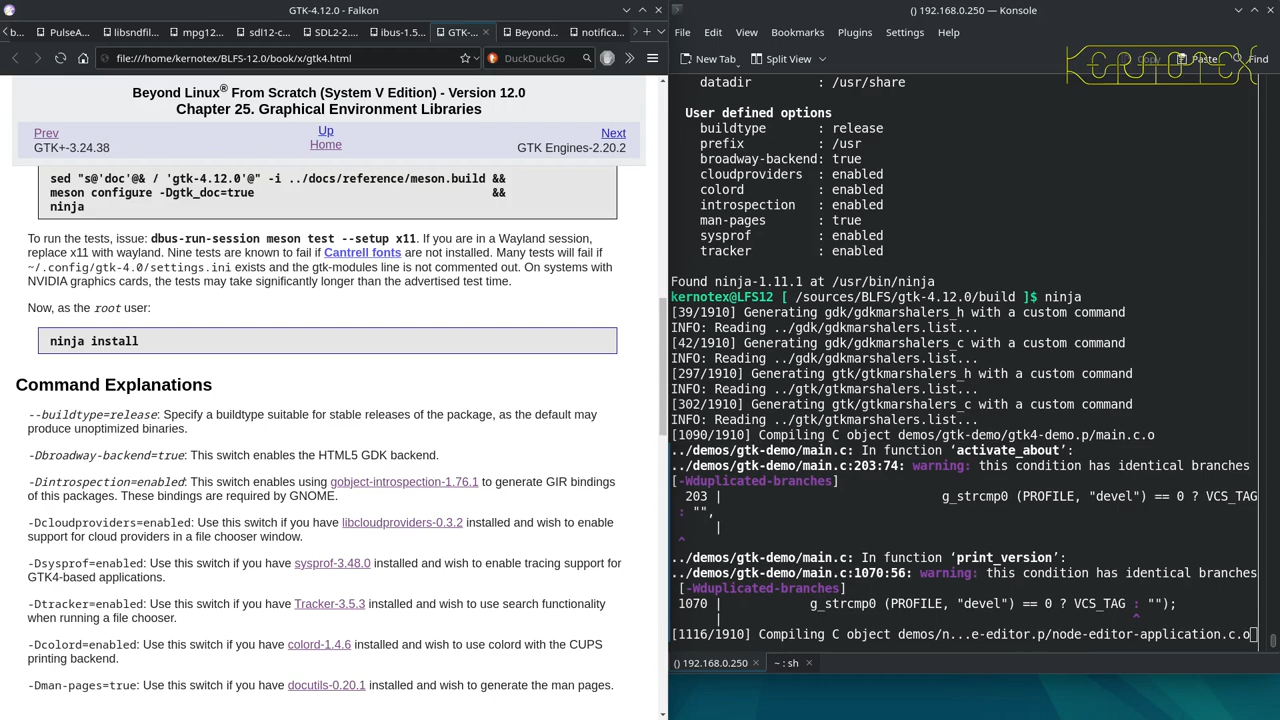 GTK-4.12.0 – Falkon
b...
PulseA...
libsndfil...
mpg12...
sdl12-c...
SDL2-2....
ibus-1.5...
GTK-...
Beyond...
notifica...
file:///home/kernotex/BLFS-12.0/book/x/gtk4.html
DuckDuckGo
Beyond Linux® From Scratch (System V Edition) - Version 12.0
Chapter 25. Graphical Environment Libraries
Prev Up Next
GTK+-3.24.38 Home GTK Engines-2.20.2
sed "s@'doc'@& / 'gtk-4.12.0'@" -i ../docs/reference/meson.build &&
meson configure -Dgtk_doc=true &&
ninja
To run the tests, issue: dbus-run-session meson test --setup x11. If you are in a Wayland session,
replace x11 with wayland. Nine tests are known to fail if Cantrell fonts are not installed. Many tests will fail if
~/.config/gtk-4.0/settings.ini exists and the gtk-modules line is not commented out. On systems with
NVIDIA graphics cards, the tests may take significantly longer than the advertised test time.
Now, as the root user:
ninja install
Command Explanations
--buildtype=release: Specify a buildtype suitable for stable releases of the package, as the default may
produce unoptimized binaries.
-Dbroadway-backend=true: This switch enables the HTML5 GDK backend.
-Dintrospection=enabled: This switch enables using gobject-introspection-1.76.1 to generate GIR bindings
of this packages. These bindings are required by GNOME.
-Dcloudproviders=enabled: Use this switch if you have libcloudproviders-0.3.2 installed and wish to enable
support for cloud providers in a file chooser window.
-Dsysprof=enabled: Use this switch if you have sysprof-3.48.0 installed and wish to enable tracing support for
GTK4-based applications.
-Dtracker=enabled: Use this switch if you have Tracker-3.5.3 installed and wish to use search functionality
when running a file chooser.
-Dcolord=enabled: Use this switch if you have colord-1.4.6 installed and wish to use colord with the CUPS
printing backend.
-Dman-pages=true: Use this switch if you have docutils-0.20.1 installed and wish to generate the man pages.
() 192.168.0.250 — Konsole
File Edit View Bookmarks Plugins Settings Help
New Tab Split View Copy Paste Find
KERNOTEX
datadir : /usr/share
User defined options
buildtype : release
prefix : /usr
broadway-backend: true
cloudproviders : enabled
colord : enabled
introspection : enabled
man-pages : true
sysprof : enabled
tracker : enabled
Found ninja-1.11.1 at /usr/bin/ninja
kernotex@LFS12 [ /sources/BLFS/gtk-4.12.0/build ]$ ninja
[39/1910] Generating gdk/gdkmarshalers_h with a custom command
INFO: Reading ../gdk/gdkmarshalers.list...
[42/1910] Generating gdk/gdkmarshalers_c with a custom command
INFO: Reading ../gdk/gdkmarshalers.list...
[297/1910] Generating gtk/gtkmarshalers_h with a custom command
INFO: Reading ../gtk/gtkmarshalers.list...
[302/1910] Generating gtk/gtkmarshalers_c with a custom command
INFO: Reading ../gtk/gtkmarshalers.list...
[1090/1910] Compiling C object demos/gtk-demo/gtk4-demo.p/main.c.o
../demos/gtk-demo/main.c: In function ‘activate_about’:
../demos/gtk-demo/main.c:203:74: warning: this condition has identical branches
[-Wduplicated-branches]
203 | g_strcmp0 (PROFILE, "devel") == 0 ? VCS_TAG
: "",
|
^
../demos/gtk-demo/main.c: In function ‘print_version’:
../demos/gtk-demo/main.c:1070:56: warning: this condition has identical branches
[-Wduplicated-branches]
1070 | g_strcmp0 (PROFILE, "devel") == 0 ? VCS_TAG : "");
| ^
[1116/1910] Compiling C object demos/n...e-editor.p/node-editor-application.c.o
() 192.168.0.250
~ : sh